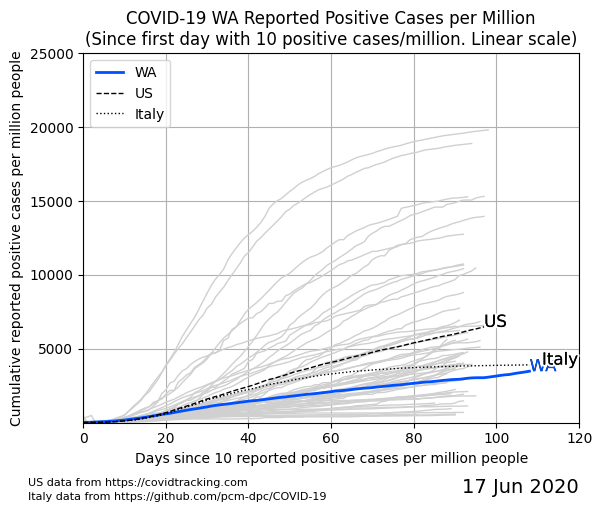 COVID-19 WA Reported Positive Cases per Million
(Since first day with 10 positive cases/million. Linear scale)
Cumulative reported positive cases per million people
25000
20000
15000
10000
5000
WA
US
Italy
US
Italy
WA
0
20
40
60
80
100
120
Days since 10 reported positive cases per million people
US data from https://covidtracking.com
Italy data from https://github.com/pcm-dpc/COVID-19
17 Jun 2020